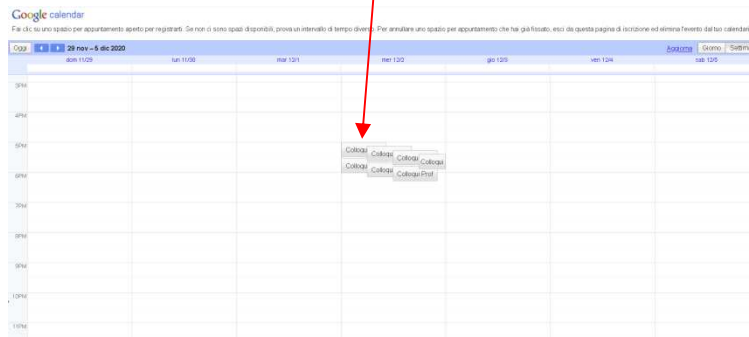 Google calendar
Fai clic su uno spazio per appuntamento aperto per registrarti. Se non ci sono spazi disponibili, prova un intervallo di tempo diverso. Per annullare uno spazio per appuntamento che hai già fissato, esci da questa pagina di iscrizione ed elimina l'evento dal tuo calendari
Oggi 29 nov – 5 dic 2020 Aggiorna Giorno Settim
dom 11/29 lun 11/30 mar 12/1 mer 12/2 gio 12/3 ven 12/4 sab 12/5
3PM
4PM
5PM
Colloqu Colloqu Colloqu Colloqui
Colloqu Colloqu Colloqui Prof
6PM
7PM
8PM
9PM
10PM
11PM